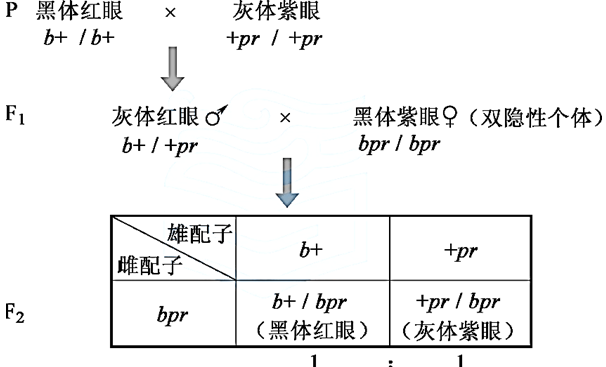 P 黑体红眼 × 灰体紫眼
b+ / b+ +pr / +pr
F₁ 灰体红眼♂ × 黑体紫眼♀（双隐性个体）
b+ / +pr bpr / bpr
雄配子 b+ +pr
雌配子
F₂ bpr b+ / bpr +pr / bpr
（黑体红眼） （灰体紫眼）
1 : 1